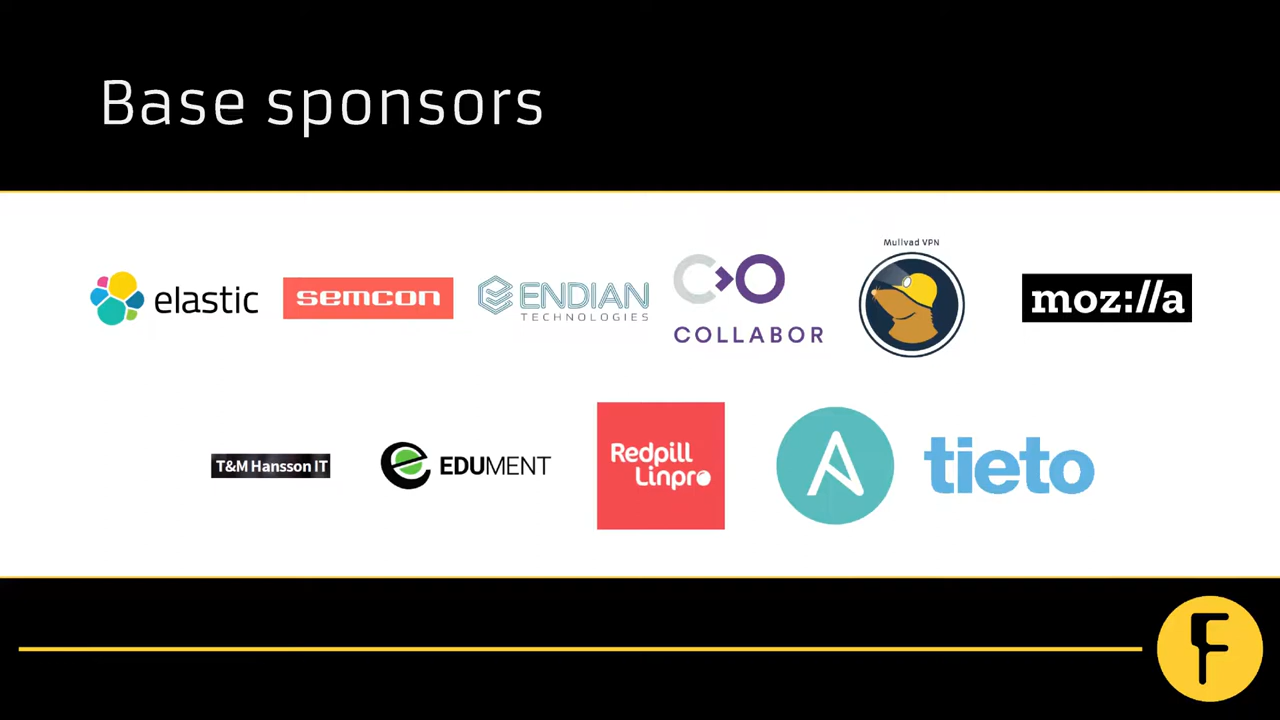 Base sponsors
elastic
semcon
ENDIAN
TECHNOLOGIES
COLLABOR
Mullvad VPN
moz://a
T&M Hansson IT
EDUMENT
Redpill
Linpro
A
tieto
F